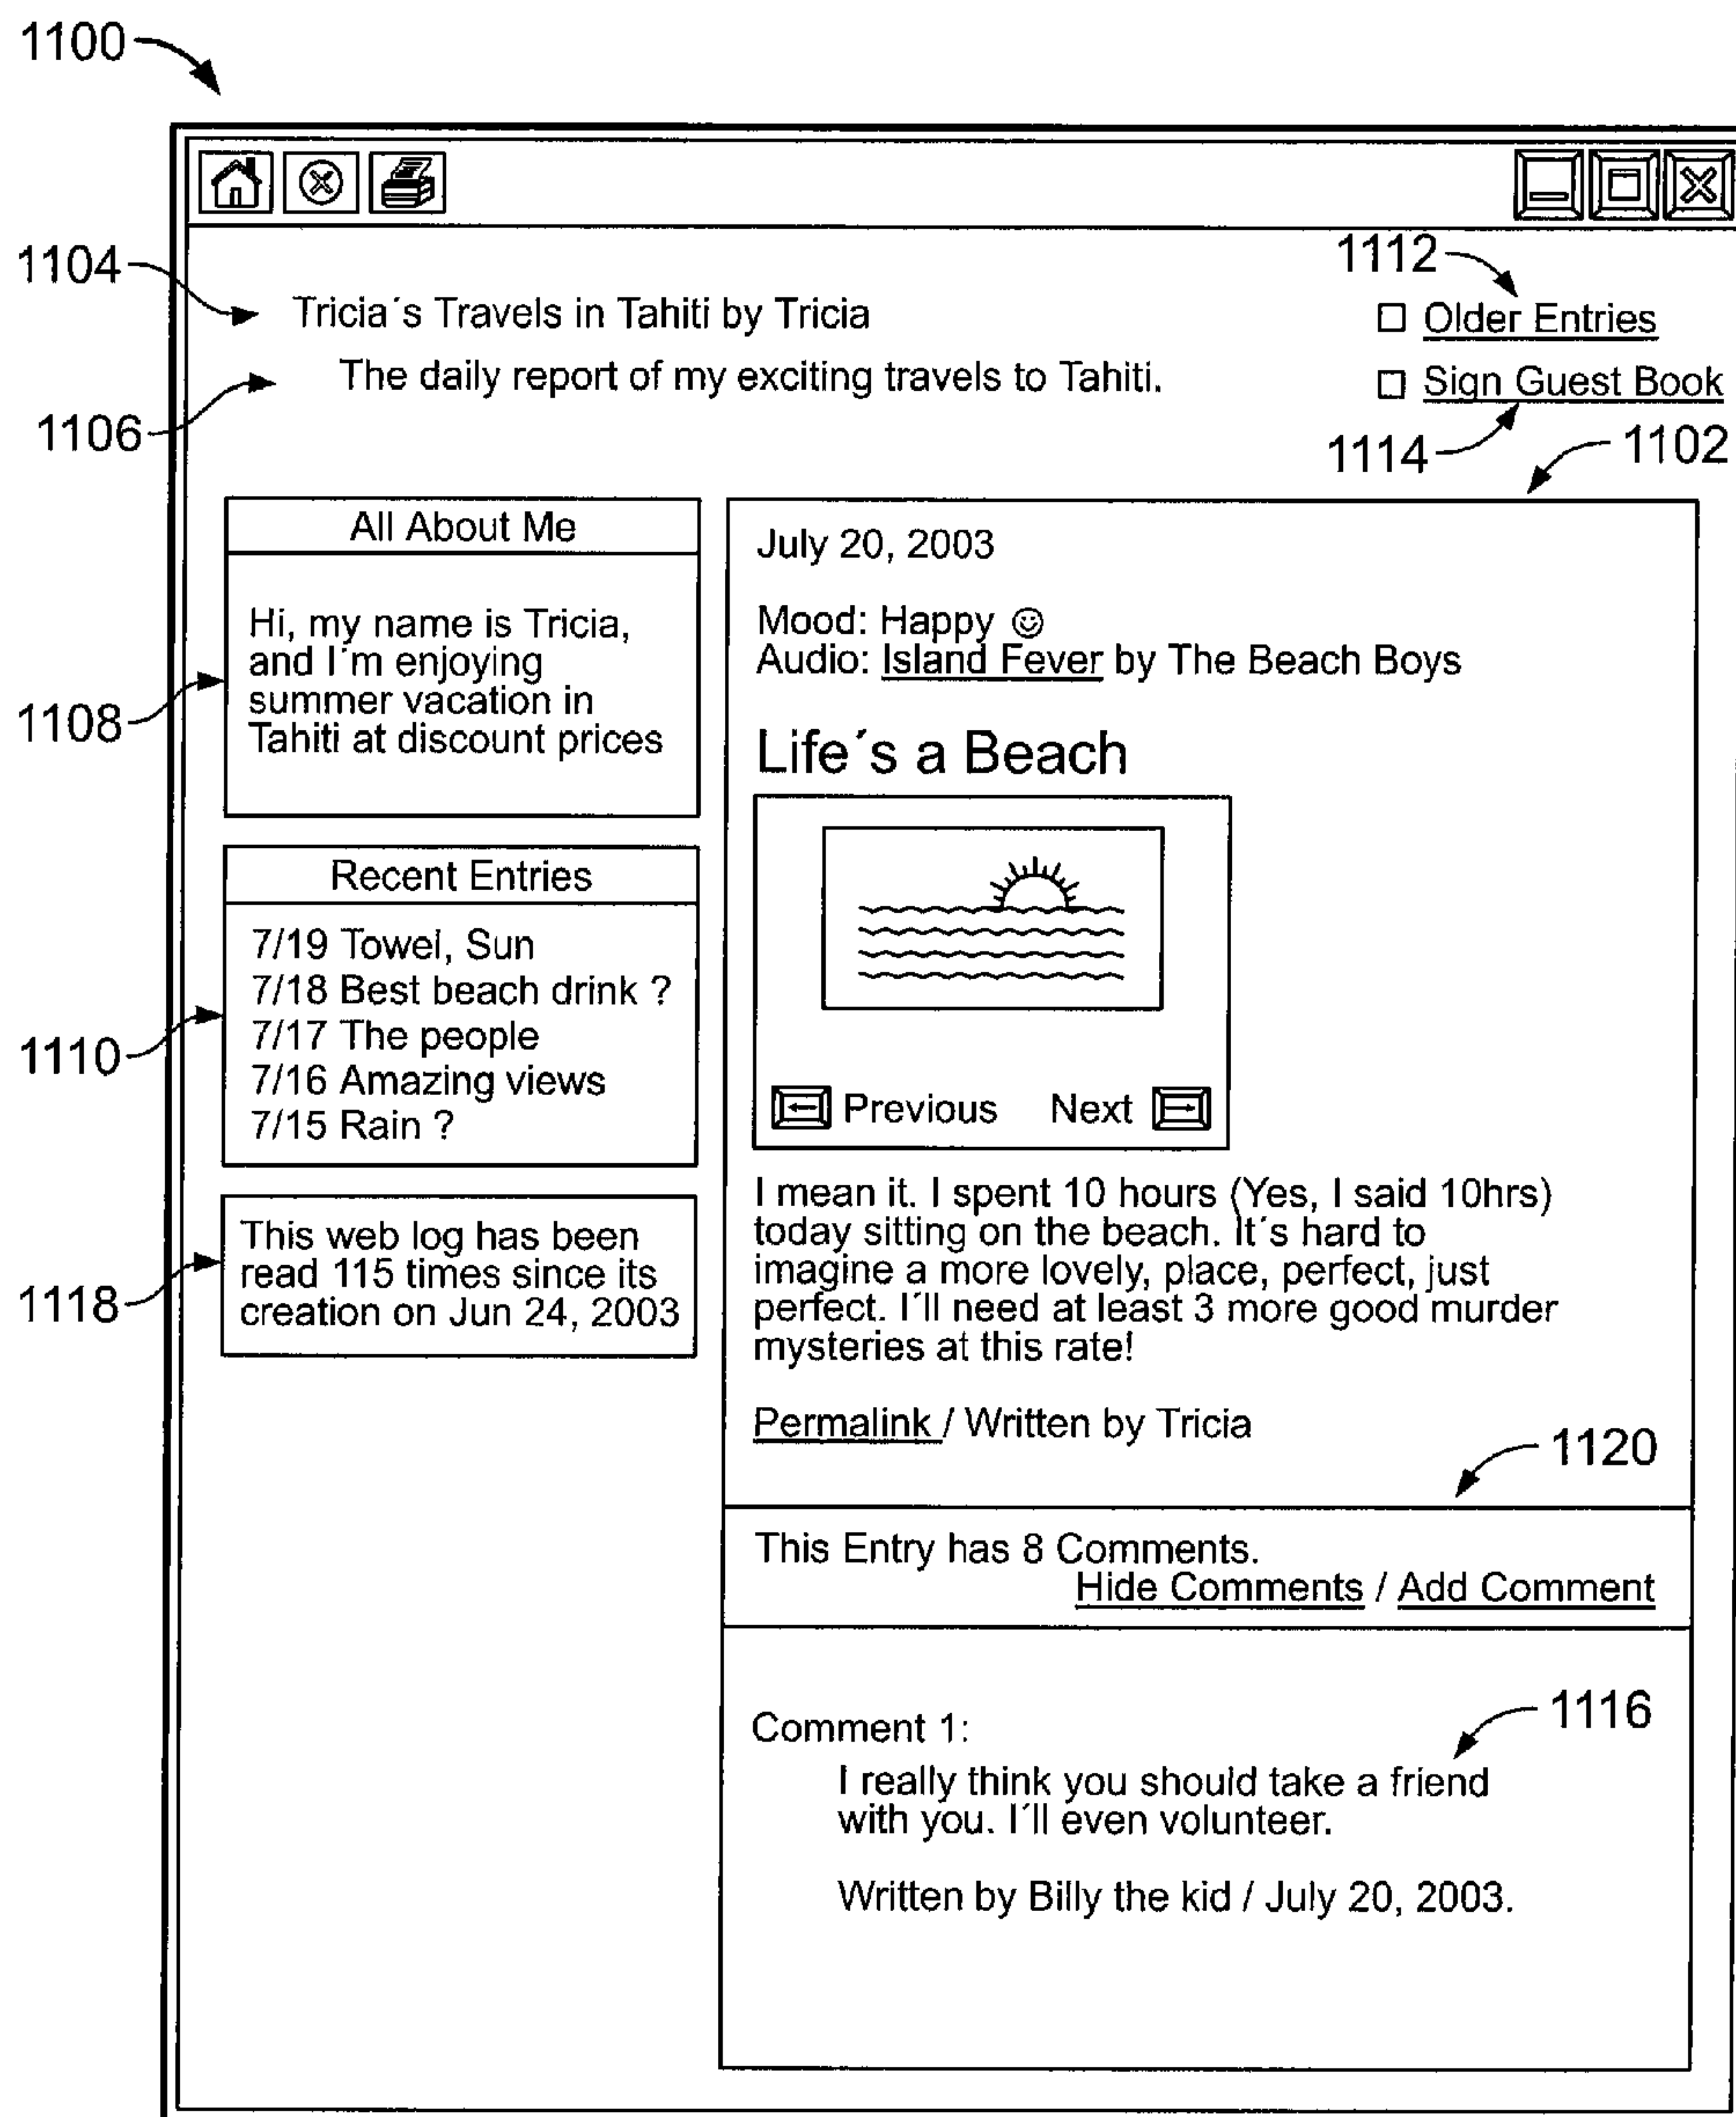 1100
1104
Tricia´s Travels in Tahiti by Tricia
1106
The daily report of my exciting travels to Tahiti.
1112
Older Entries
Sign Guest Book
1114
1102
All About Me
Hi, my name is Tricia,
and I´m enjoying
summer vacation in
Tahiti at discount prices
1108
Recent Entries
7/19 Towel, Sun
7/18 Best beach drink ?
7/17 The people
7/16 Amazing views
7/15 Rain ?
1110
This web log has been
read 115 times since its
creation on Jun 24, 2003
1118
July 20, 2003
Mood: Happy ☺
Audio: Island Fever by The Beach Boys
Life´s a Beach
Previous Next
I mean it. I spent 10 hours (Yes, I said 10hrs)
today sitting on the beach. It´s hard to
imagine a more lovely, place, perfect, just
perfect. I´ll need at least 3 more good murder
mysteries at this rate!
Permalink / Written by Tricia
1120
This Entry has 8 Comments.
Hide Comments / Add Comment
1116
Comment 1:
I really think you should take a friend
with you. I´ll even volunteer.
Written by Billy the kid / July 20, 2003.